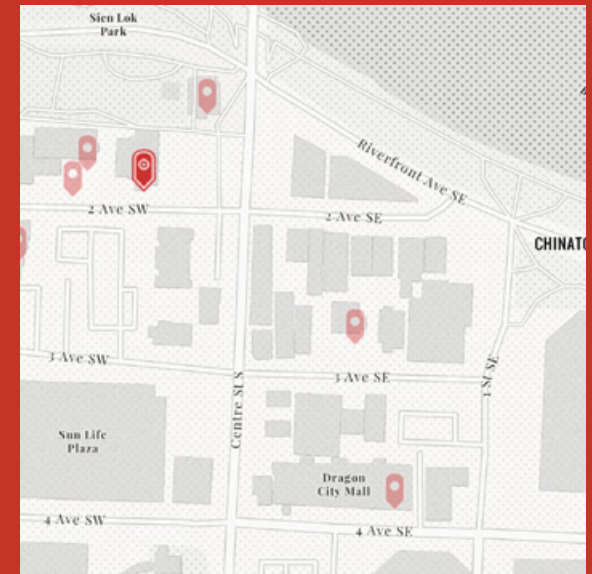 Sien Lok
Park
Riverfront Ave SE
2 Ave SW
2 Ave SE
3 Ave SW
3 Ave SE
1 St SE
Centre St S
Sun Life
Plaza
Dragon
City Mall
4 Ave SW
4 Ave SE